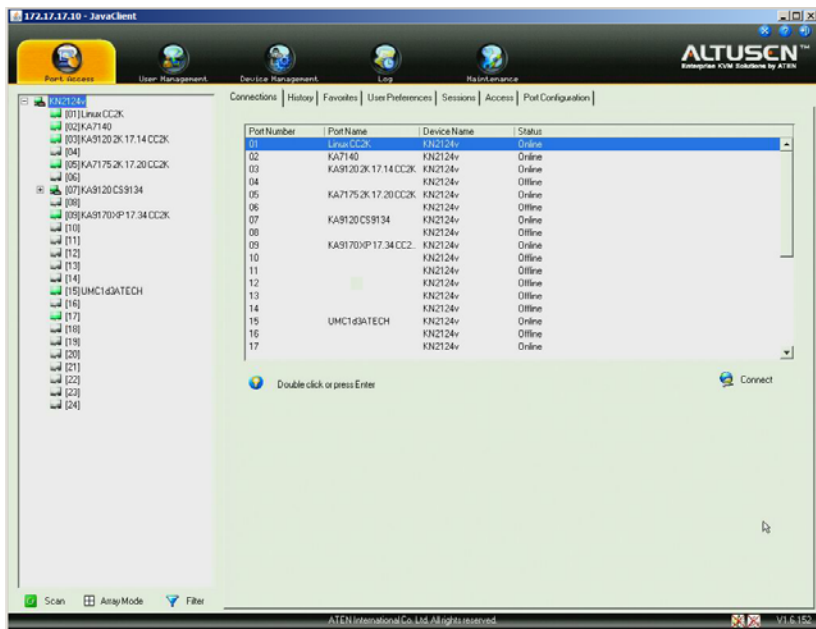 172.17.17.10 - JavaClient
ALTUSEN™
Enterprise KVM Solutions by ATEN
Port Access
User Management
Device Management
Log
Maintenance
KN2124v
[01]Linux CC2K
[02]KA7140
[03]KA9120 2K 17.14 CC2K
[04]
[05]KA7175 2K 17.20 CC2K
[06]
[07]KA9120 CS9134
[08]
[09]KA9170XP 17.34 CC2K
[10]
[11]
[12]
[13]
[14]
[15]UMC1d3ATECH
[16]
[17]
[18]
[19]
[20]
[21]
[22]
[23]
[24]
Scan
Array Mode
Filter
Connections
History
Favorites
User Preferences
Sessions
Access
Port Configuration
Port Number Port Name Device Name Status
01 Linux CC2K KN2124v Online
02 KA7140 KN2124v Online
03 KA9120 2K 17.14 CC2K KN2124v Online
04 KN2124v Offline
05 KA7175 2K 17.20 CC2K KN2124v Online
06 KN2124v Offline
07 KA9120 CS9134 KN2124v Online
08 KN2124v Offline
09 KA9170XP 17.34 CC2... KN2124v Online
10 KN2124v Offline
11 KN2124v Offline
12 KN2124v Offline
13 KN2124v Offline
14 KN2124v Offline
15 UMC1d3ATECH KN2124v Online
16 KN2124v Offline
17 KN2124v Online
Double click or press Enter
Connect
ATEN International Co. Ltd. All rights reserved.
V1.6.152